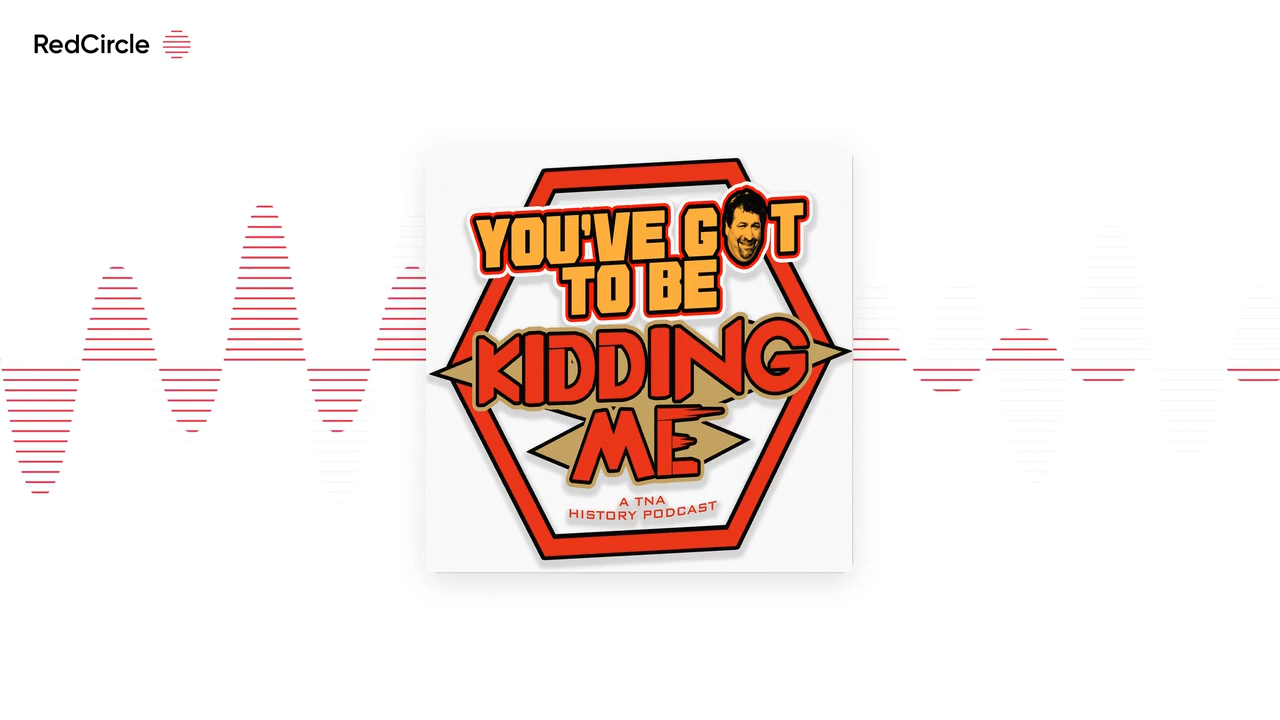 RedCircle
YOU'VE GOT
TO BE
KIDDING
ME
A TNA
HISTORY PODCAST